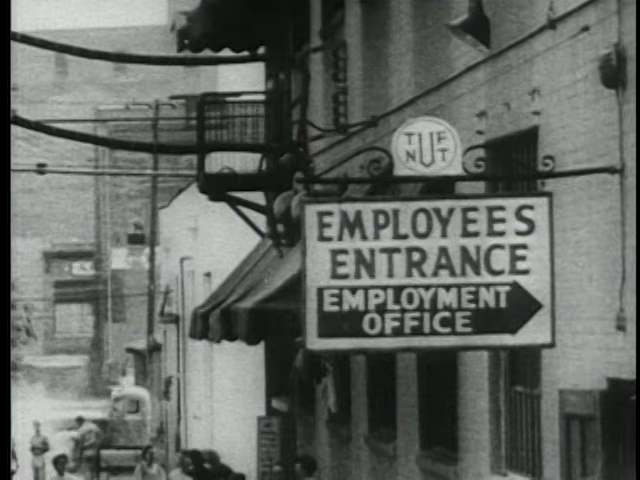 TUF
NUT
EMPLOYEES
ENTRANCE
EMPLOYMENT
OFFICE